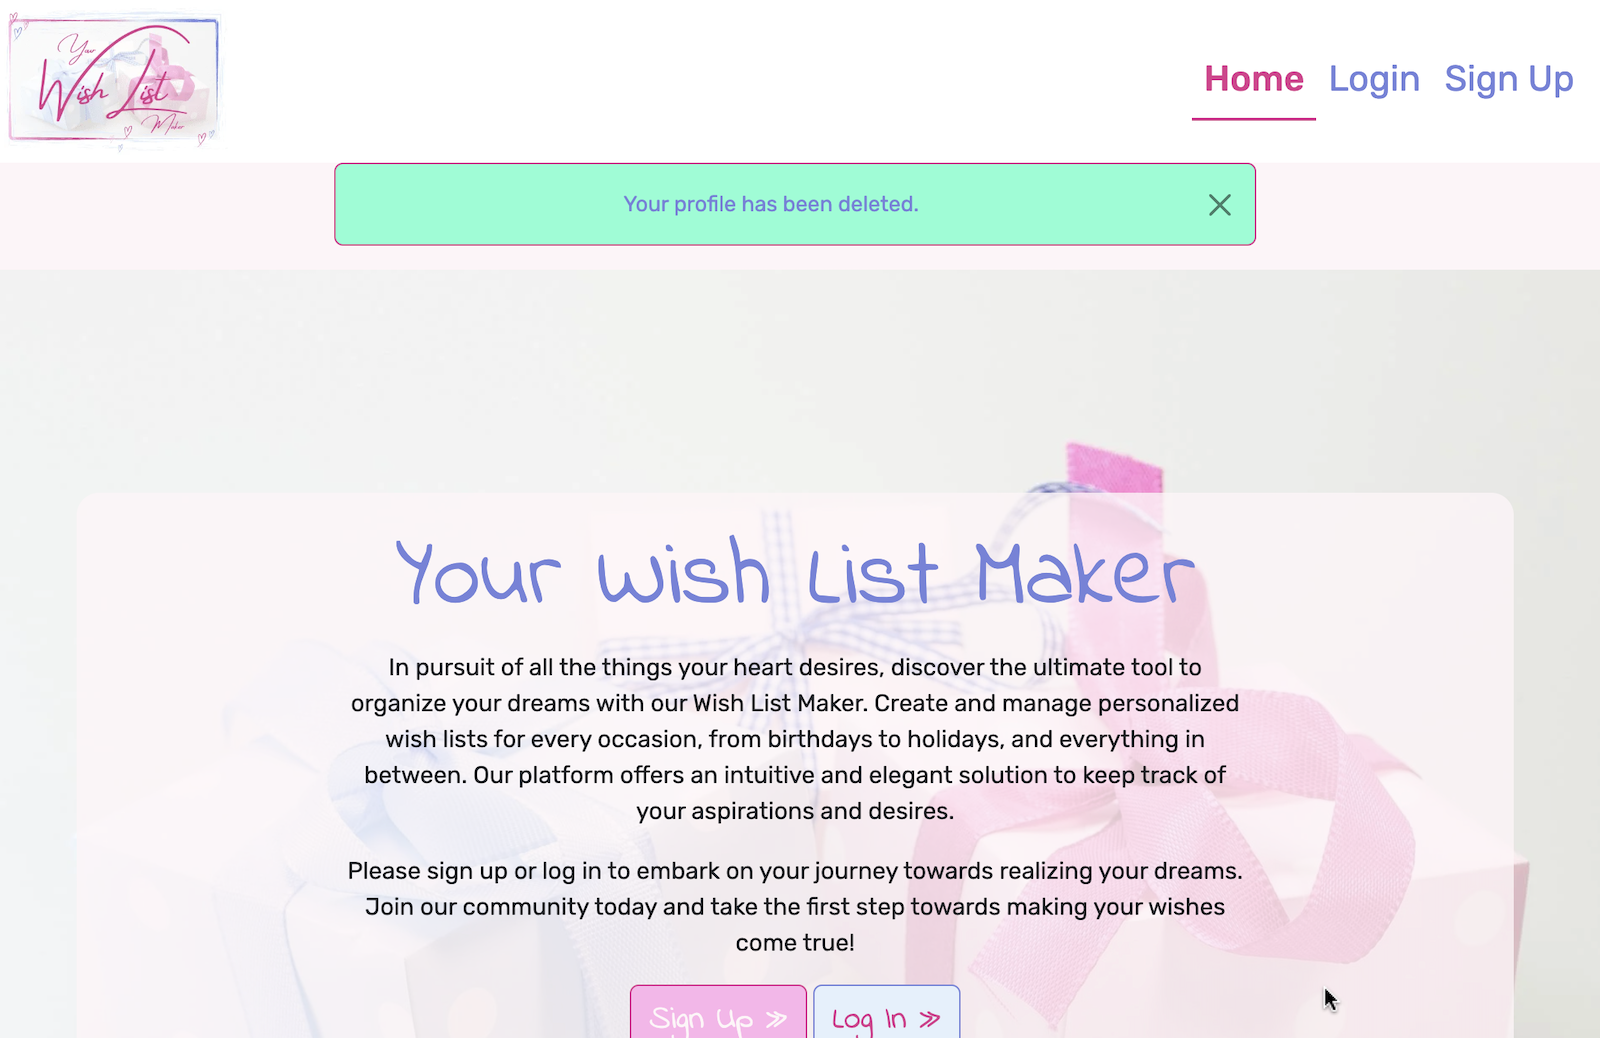 Your
Wish List
Maker
Home Login Sign Up
Your profile has been deleted.
Your Wish List Maker
In pursuit of all the things your heart desires, discover the ultimate tool to
organize your dreams with our Wish List Maker. Create and manage personalized
wish lists for every occasion, from birthdays to holidays, and everything in
between. Our platform offers an intuitive and elegant solution to keep track of
your aspirations and desires.
Please sign up or log in to embark on your journey towards realizing your dreams.
Join our community today and take the first step towards making your wishes
come true!
Sign Up Log In